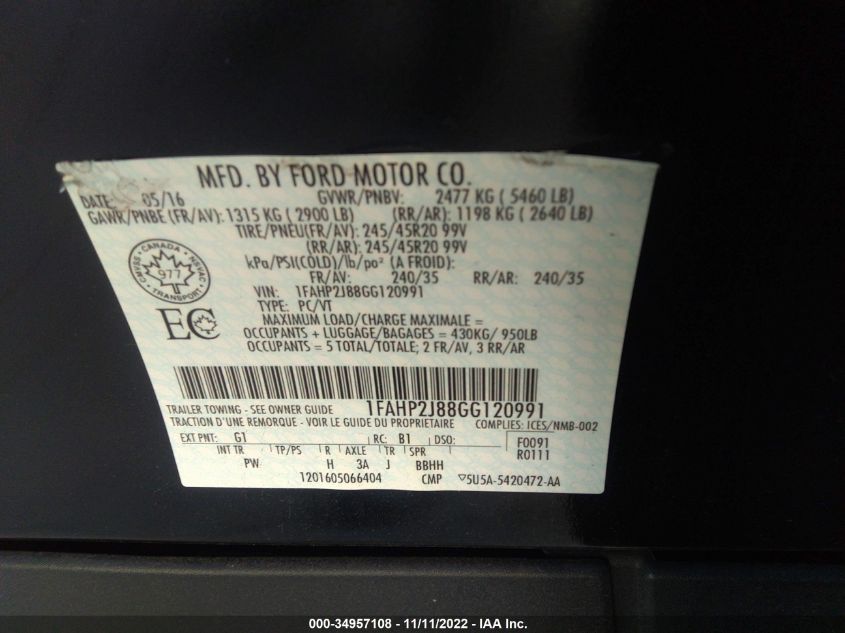 MFD. BY FORD MOTOR CO.
DATE: 05/16 GVWR/PNBV: 2477 KG ( 5460 LB)
GAWR/PNBE (FR/AV): 1315 KG ( 2900 LB) (RR/AR): 1198 KG ( 2640 LB)
TIRE/PNEU(FR/AV): 245/45R20 99V
(RR/AR): 245/45R20 99V
kPa/PSI(COLD)/lb/po² (A FROID):
FR/AV: 240/35 RR/AR: 240/35
VIN: 1FAHP2J88GG120991
TYPE: PC/VT
MAXIMUM LOAD/CHARGE MAXIMALE =
OCCUPANTS + LUGGAGE/BAGAGES = 430KG/ 950LB
OCCUPANTS = 5 TOTAL/TOTALE; 2 FR/AV, 3 RR/AR
CMVSS CANADA NSVAC
977
TRANSPORT
EC
TRAILER TOWING - SEE OWNER GUIDE 1FAHP2J88GG120991
TRACTION D'UNE REMORQUE - VOIR LE GUIDE DU PROPRIETAIRE COMPLIES: ICES/NMB-002
EXT PNT: G1 RC: B1 DSO: F0091
INT TR TP/PS R AXLE TR SPR R0111
PW H 3A J BBHH
1201605066404 CMP ▽5U5A-5420472-AA
000-34957108 - 11/11/2022 - IAA Inc.